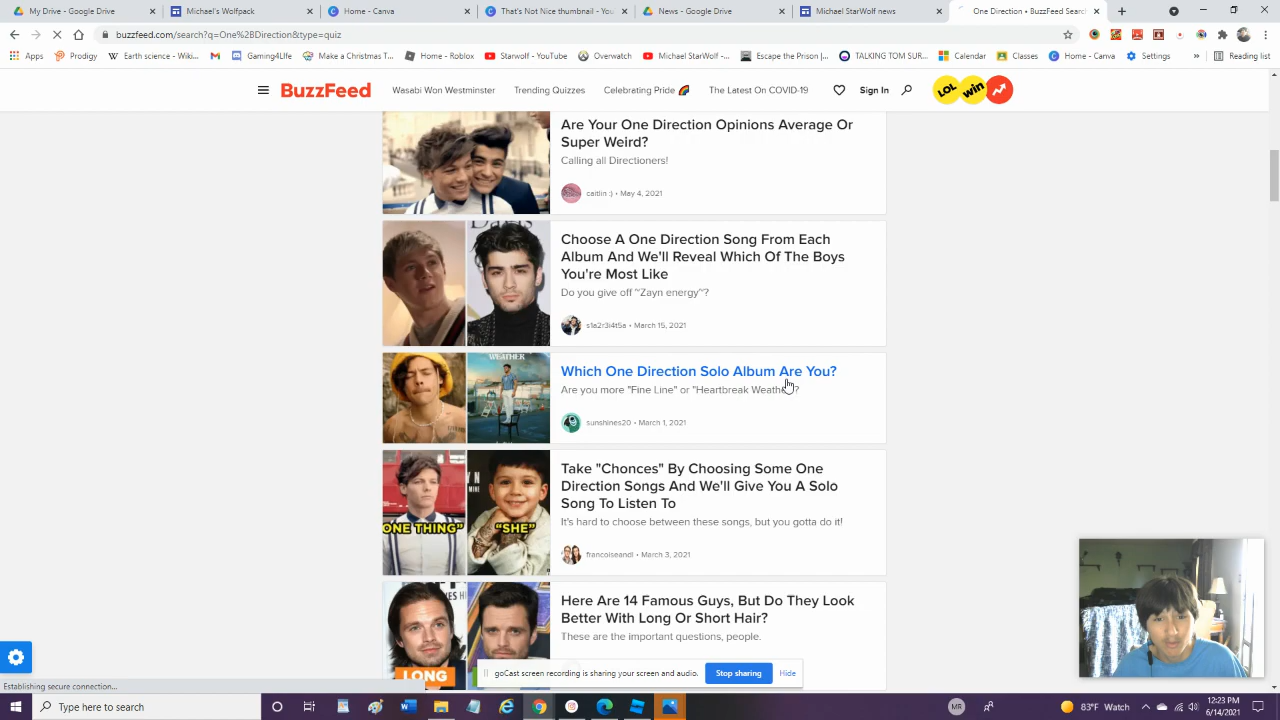 My Drive - Google Drive
Michael's Wolfpack
Canva
That's Not Nice thumbnail - You
News - Google Drive
Michael StarWolf news
One Direction • BuzzFeed Sear
buzzfeed.com/search?q=One%28Direction&type=quiz
Apps Prodigy Earth science - Wiki... Gaming4lIfe Make a Christmas T... Home - Roblox Starwolf - YouTube Overwatch Michael StarWolf -... Escape the Prison |... TALKING TOM SUR... Calendar Classes Home - Canva Settings » Reading list
BuzzFeed Wasabi Won Westminster Trending Quizzes Celebrating Pride The Latest On COVID-19 Sign In LOL win
Are Your One Direction Opinions Average Or
Super Weird?
Calling all Directioners!
caitlin :) • May 4, 2021
Davis
Choose A One Direction Song From Each
Album And We'll Reveal Which Of The Boys
You're Most Like
Do you give off ~Zayn energy~?
s1a2r3i4t5a • March 15, 2021
WEATHER
Which One Direction Solo Album Are You?
Are you more "Fine Line" or "Heartbreak Weather"?
sunshines20 • March 1, 2021
Take "Chonces" By Choosing Some One
Direction Songs And We'll Give You A Solo
Song To Listen To
ONE THING" "SHE"
It's hard to choose between these songs, but you gotta do it!
francoiseandl • March 3, 2021
Here Are 14 Famous Guys, But Do They Look
Better With Long Or Short Hair?
These are the important questions, people.
LONG
goCast screen recording is sharing your screen and audio. Stop sharing Hide
Establishing secure connection...
Type here to search
MR
83°F Watch
12:23 PM
6/14/2021